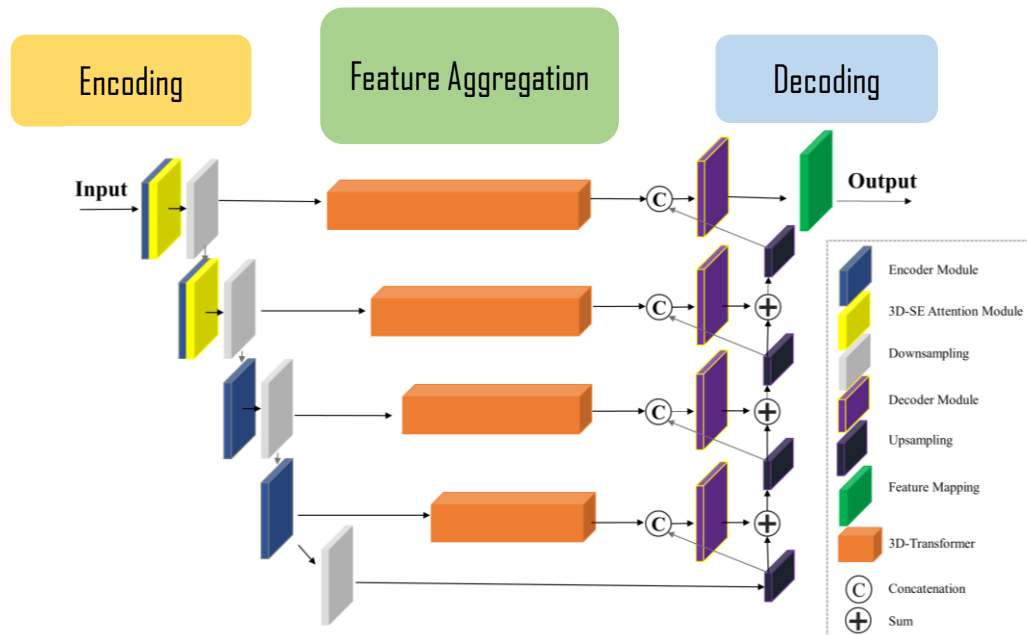 Encoding
Feature Aggregation
Decoding
Input
Output
C
C
C
C
Encoder Module
3D-SE Attention Module
Downsampling
Decoder Module
Upsampling
Feature Mapping
3D-Transformer
C Concatenation
+ Sum